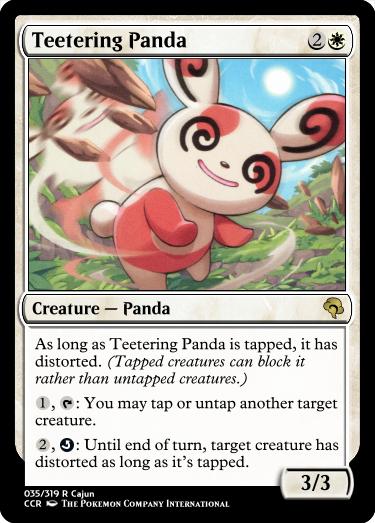 Teetering Panda 2
Creature — Panda
As long as Teetering Panda is tapped, it has
distorted. (Tapped creatures can block it
rather than untapped creatures.)
1, : You may tap or untap another target
creature.
2, : Until end of turn, target creature has
distorted as long as it's tapped.
3/3
035/319 R Cajun
CCR The Pokemon Company International